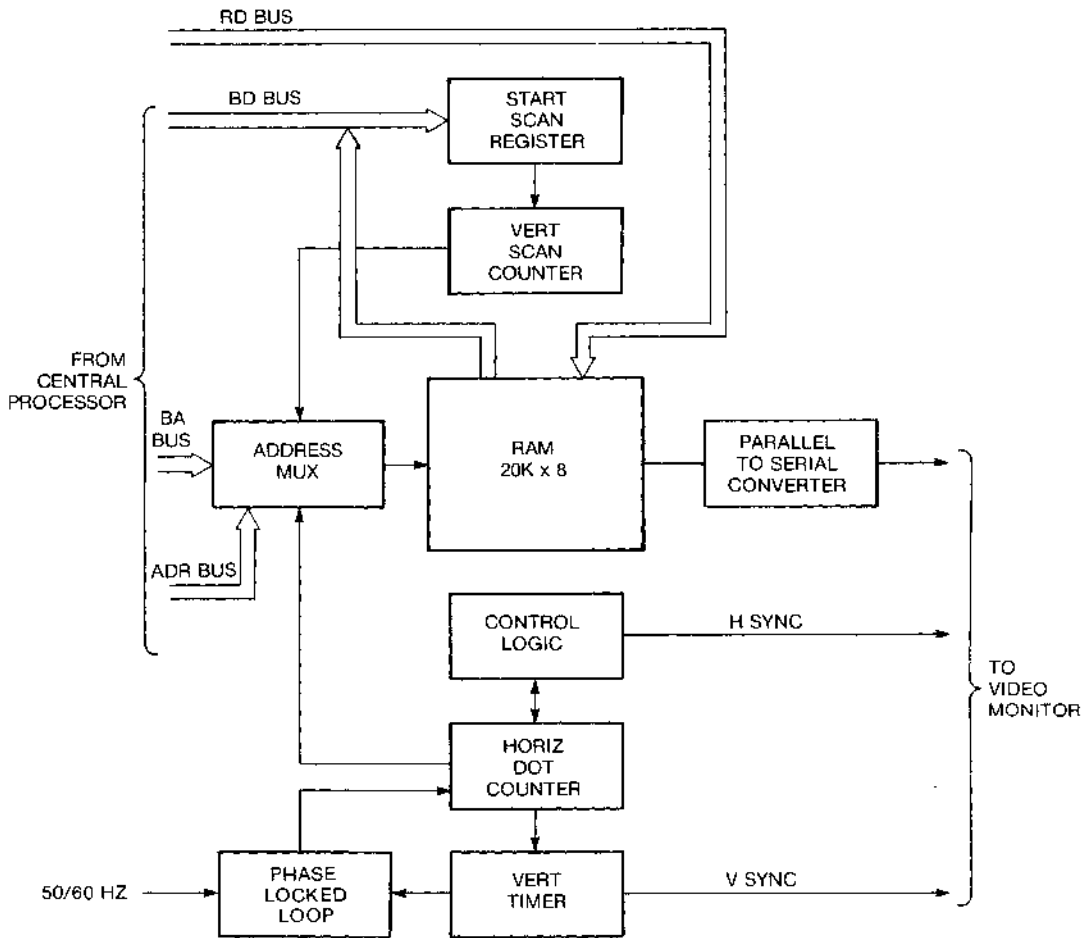 RD BUS
BD BUS
START
SCAN
REGISTER
VERT
SCAN
COUNTER
FROM
CENTRAL
PROCESSOR
BA
BUS
ADDRESS
MUX
RAM
20K x 8
PARALLEL
TO SERIAL
CONVERTER
ADR BUS
CONTROL
LOGIC
H SYNC
TO
VIDEO
MONITOR
HORIZ
DOT
COUNTER
50/60 HZ
PHASE
LOCKED
LOOP
VERT
TIMER
V SYNC